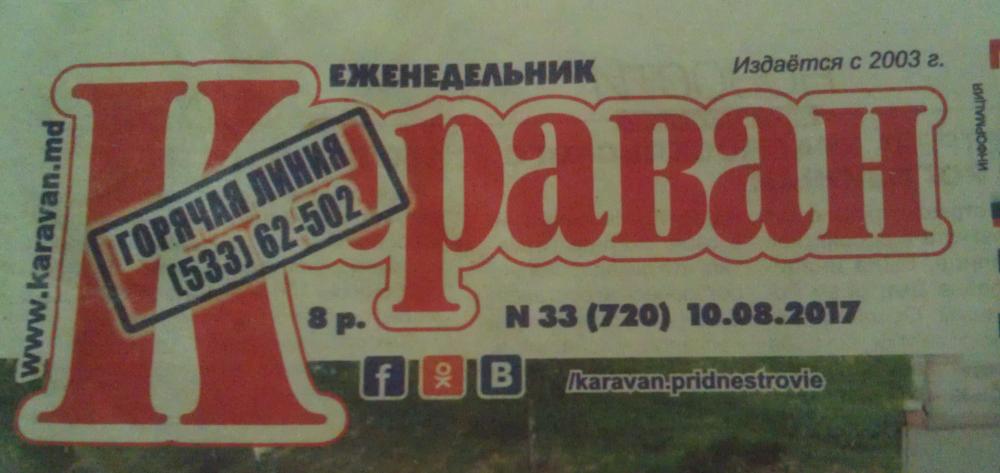 ЕЖЕНЕДЕЛЬНИК
Издаётся с 2003 г.
Караван
ГОРЯЧАЯ ЛИНИЯ
(533) 62-502
www.karavan.md
8 р.
N 33 (720) 10.08.2017
f
B
/karavan.pridnestrovie
ИНФОРМАЦИЯ